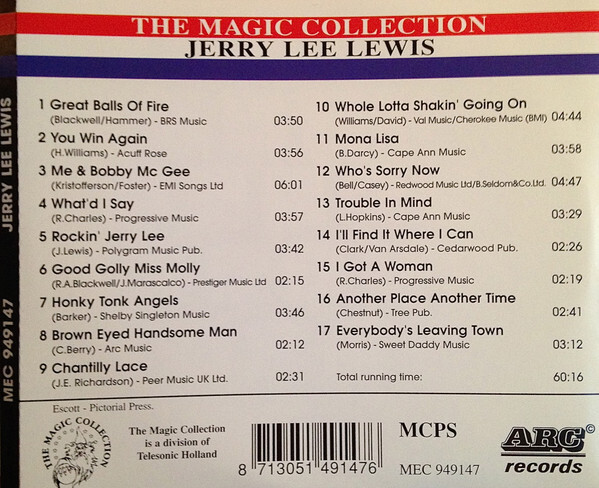 THE MAGIC COLLECTION
JERRY LEE LEWIS
JERRY LEE LEWIS
MEC 949147
1 Great Balls Of Fire
(Blackwell/Hammer) - BRS Music 03:50
2 You Win Again
(H.Williams) - Acuff Rose 03:56
3 Me & Bobby Mc Gee
(Kristofferson/Foster) - EMI Songs Ltd 06:01
4 What'd I Say
(R.Charles) - Progressive Music 03:57
5 Rockin' Jerry Lee
(J.Lewis) - Polygram Music Pub. 03:42
6 Good Golly Miss Molly
(R.A.Blackwell/J.Marascalco) - Prestiger Music Ltd 02:15
7 Honky Tonk Angels
(Barker) - Shelby Singleton Music 03:46
8 Brown Eyed Handsome Man
(C.Berry) - Arc Music 02:12
9 Chantilly Lace
(J.E. Richardson) - Peer Music UK Ltd. 02:31
10 Whole Lotta Shakin' Going On
(Williams/David) - Val Music/Cherokee Music (BMI) 04:44
11 Mona Lisa
(B.Darcy) - Cape Ann Music 03:58
12 Who's Sorry Now
(Bell/Casey) - Redwood Music Ltd/B.Seldom&Co.Ltd. 04:47
13 Trouble In Mind
(L.Hopkins) - Cape Ann Music 03:29
14 I'll Find It Where I Can
(Clark/Van Arsdale) - Cedarwood Pub. 02:26
15 I Got A Woman
(R.Charles) - Progressive Music 02:19
16 Another Place Another Time
(Chestnut) - Tree Pub. 02:41
17 Everybody's Leaving Town
(Morris) - Sweet Daddy Music 03:12
Total running time: 60:16
Escott - Pictorial Press.
THE MAGIC COLLECTION
The Magic Collection
is a division of
Telesonic Holland
8 713051 491476
MCPS
MEC 949147
ARC©
records